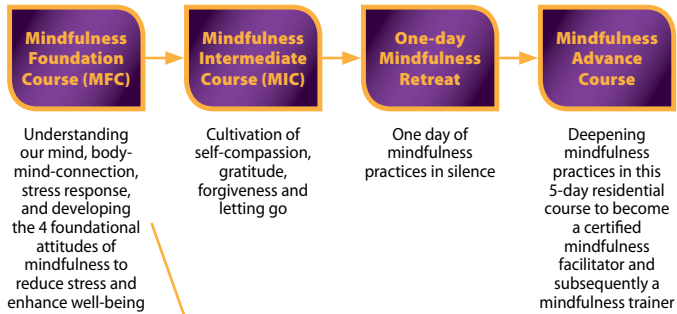 Mindfulness
Foundation
Course (MFC)
Understanding
our mind, body-
mind-connection,
stress response,
and developing
the 4 foundational
attitudes of
mindfulness to
reduce stress and
enhance well-being
Mindfulness
Intermediate
Course (MIC)
Cultivation of
self-compassion,
gratitude,
forgiveness and
letting go
One-day
Mindfulness
Retreat
One day of
mindfulness
practices in silence
Mindfulness
Advance
Course
Deepening
mindfulness
practices in this
5-day residential
course to become
a certified
mindfulness
facilitator and
subsequently a
mindfulness trainer